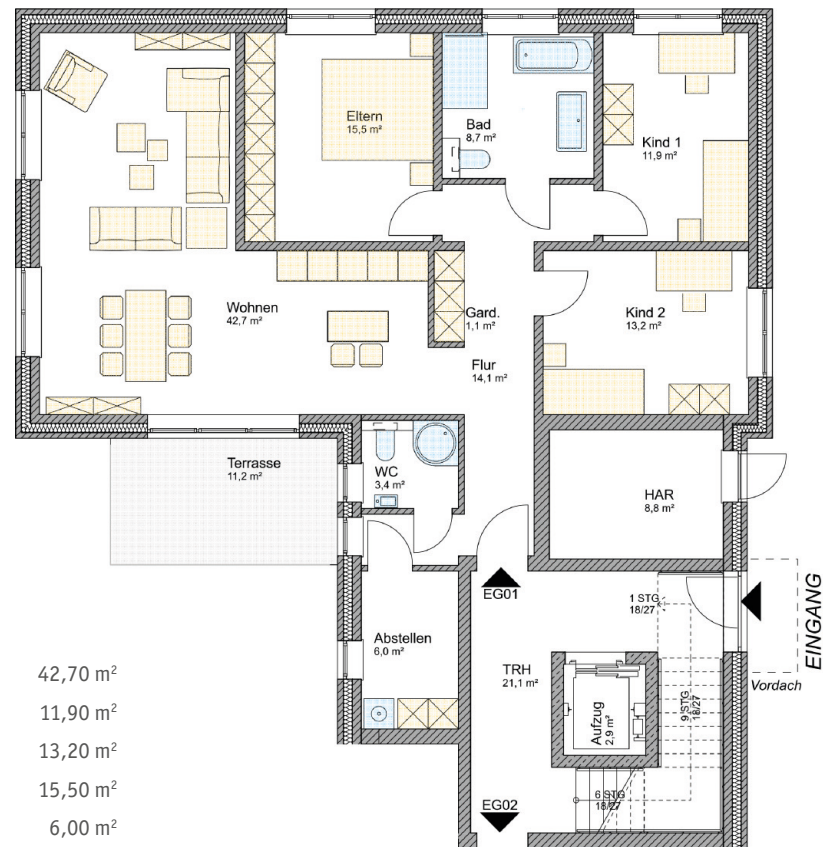 Eltern
15,5 m²
Bad
8,7 m²
Kind 1
11,9 m²
Wohnen
42,7 m²
Gard.
1,1 m²
Kind 2
13,2 m²
Flur
14,1 m²
Terrasse
11,2 m²
WC
3,4 m²
HAR
8,8 m²
EG01
1 STG
18/27
EINGANG
Vordach
Abstellen
6,0 m²
TRH
21,1 m²
Aufzug
2,9 m²
9 STG
18/27
6 STG
18/27
EG02
42,70 m²
11,90 m²
13,20 m²
15,50 m²
6,00 m²